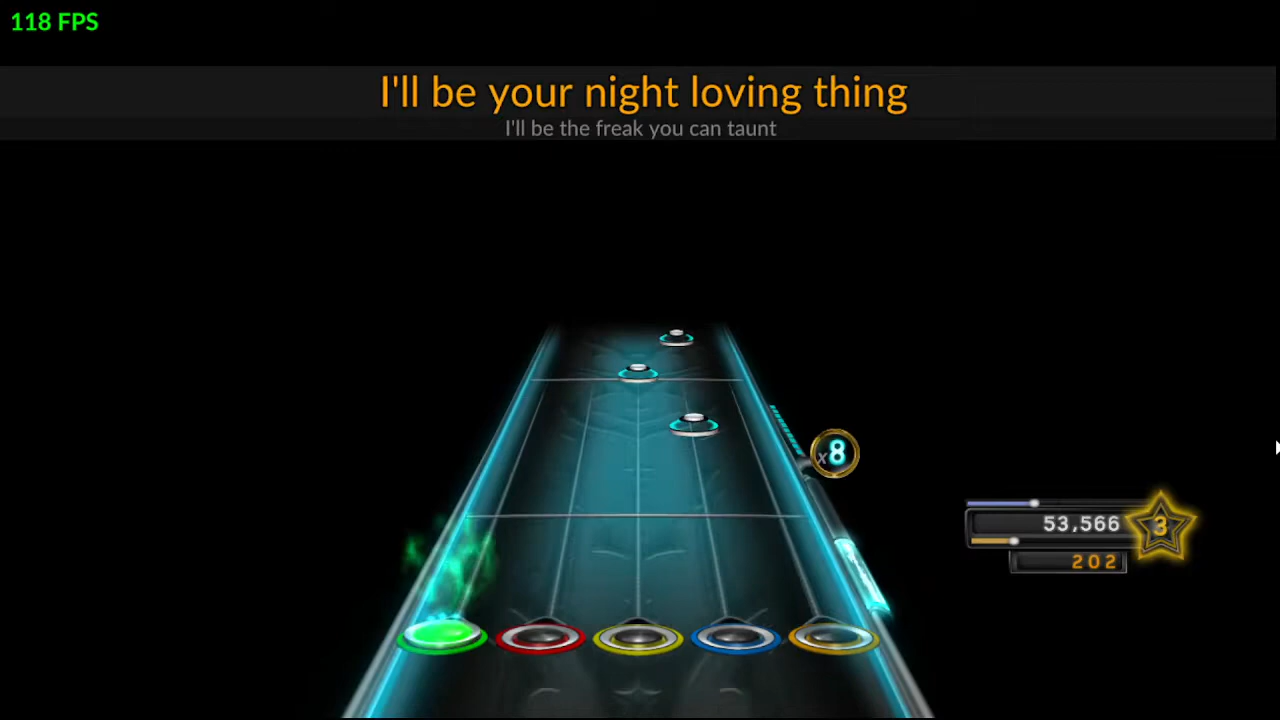 118 FPS
I'll be your night loving thing
I'll be the freak you can taunt
x8
53,566
3
202